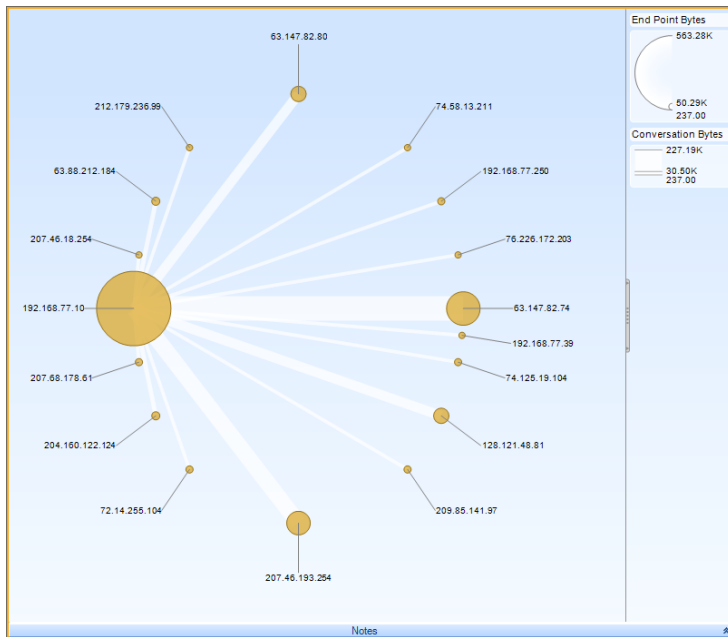 End Point Bytes
563.28K
50.29K
237.00
Conversation Bytes
227.19K
30.50K
237.00
63.147.82.80
212.179.236.99
74.58.13.211
63.88.212.184
192.168.77.250
207.46.18.254
76.226.172.203
192.168.77.10
63.147.82.74
192.168.77.39
207.68.178.61
74.125.19.104
204.160.122.124
128.121.48.81
72.14.255.104
209.85.141.97
207.46.193.254
Notes